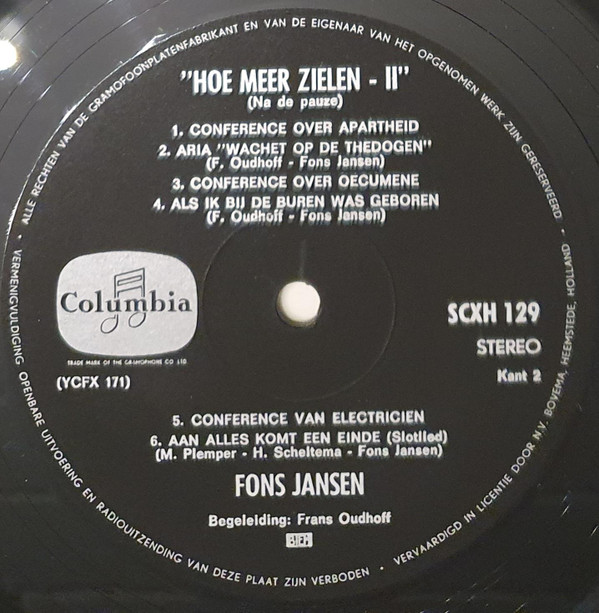 ALLE RECHTEN VAN DE GRAMOFOONPLATENFABRIKANT EN VAN DE EIGENAAR VAN HET OPGENOMEN WERK ZIJN GERESERVEERD •
"HOE MEER ZIELEN - II"
(Na de pauze)
1. CONFERENCE OVER APARTHEID
2. ARIA "WACHET OP DE THEDOGEN"
(F. Oudhoff - Fons Jansen)
3. CONFERENCE OVER OECUMENE
4. ALS IK BIJ DE BUREN WAS GEBOREN
(F. Oudhoff - Fons Jansen)
Columbia
TRADE MARK OF THE GRAMOPHONE CO LTD.
(YCFX 171)
SCXH 129
STEREO
Kant 2
5. CONFERENCE VAN ELECTRICIEN
6. AAN ALLES KOMT EEN EINDE (Slotlied)
(M. Plemper - H. Scheltema - Fons Jansen)
FONS JANSEN
Begeleiding: Frans Oudhoff
BIEM
VERMENIGVULDIGING OPENBARE UITVOERING EN RADIOUITZENDING VAN DEZE PLAAT ZIJN VERBODEN •
VERVAARDIGD IN LICENTIE DOOR N.V. BOVEMA, HEEMSTEDE, HOLLAND •